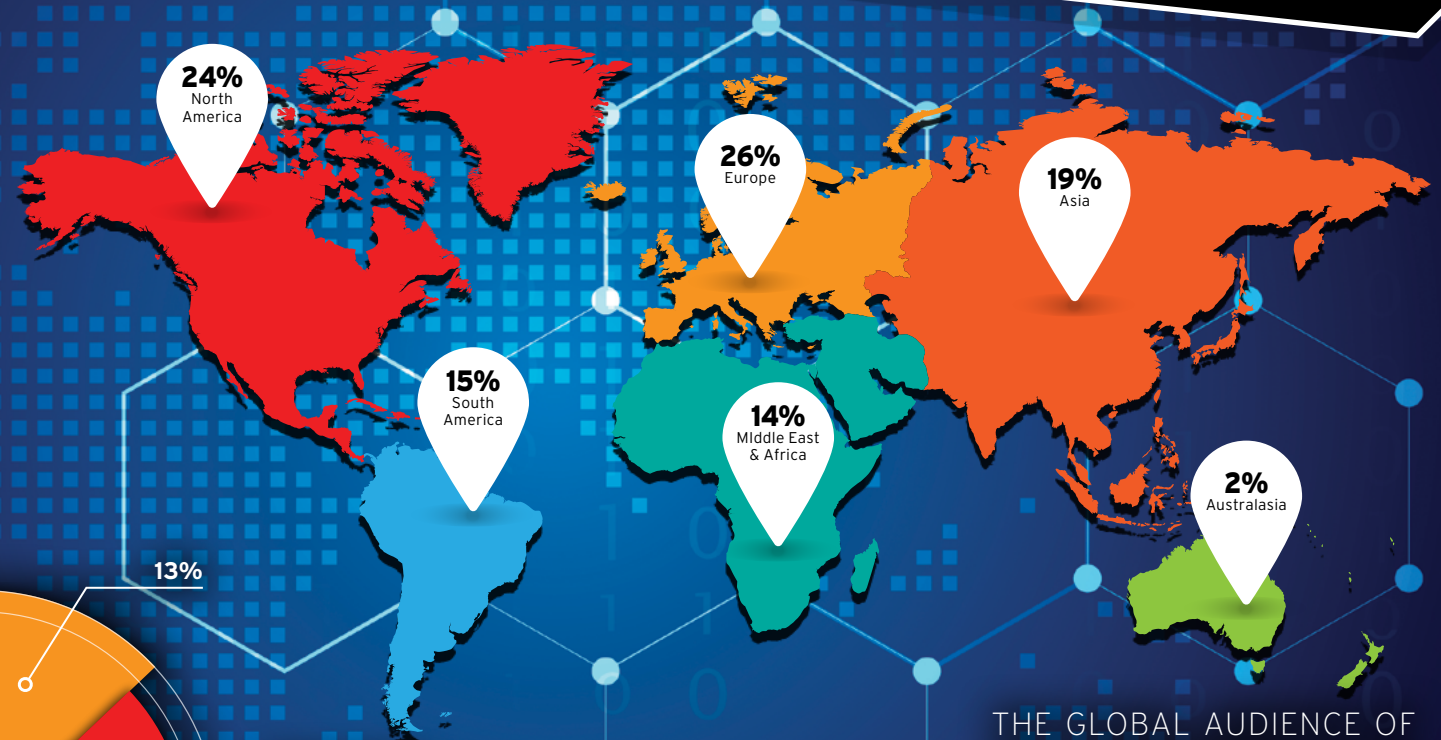 24%
North
America
26%
Europe
19%
Asia
15%
South
America
14%
MIddle East
& Africa
2%
Australasia
13%
THE GLOBAL AUDIENCE OF